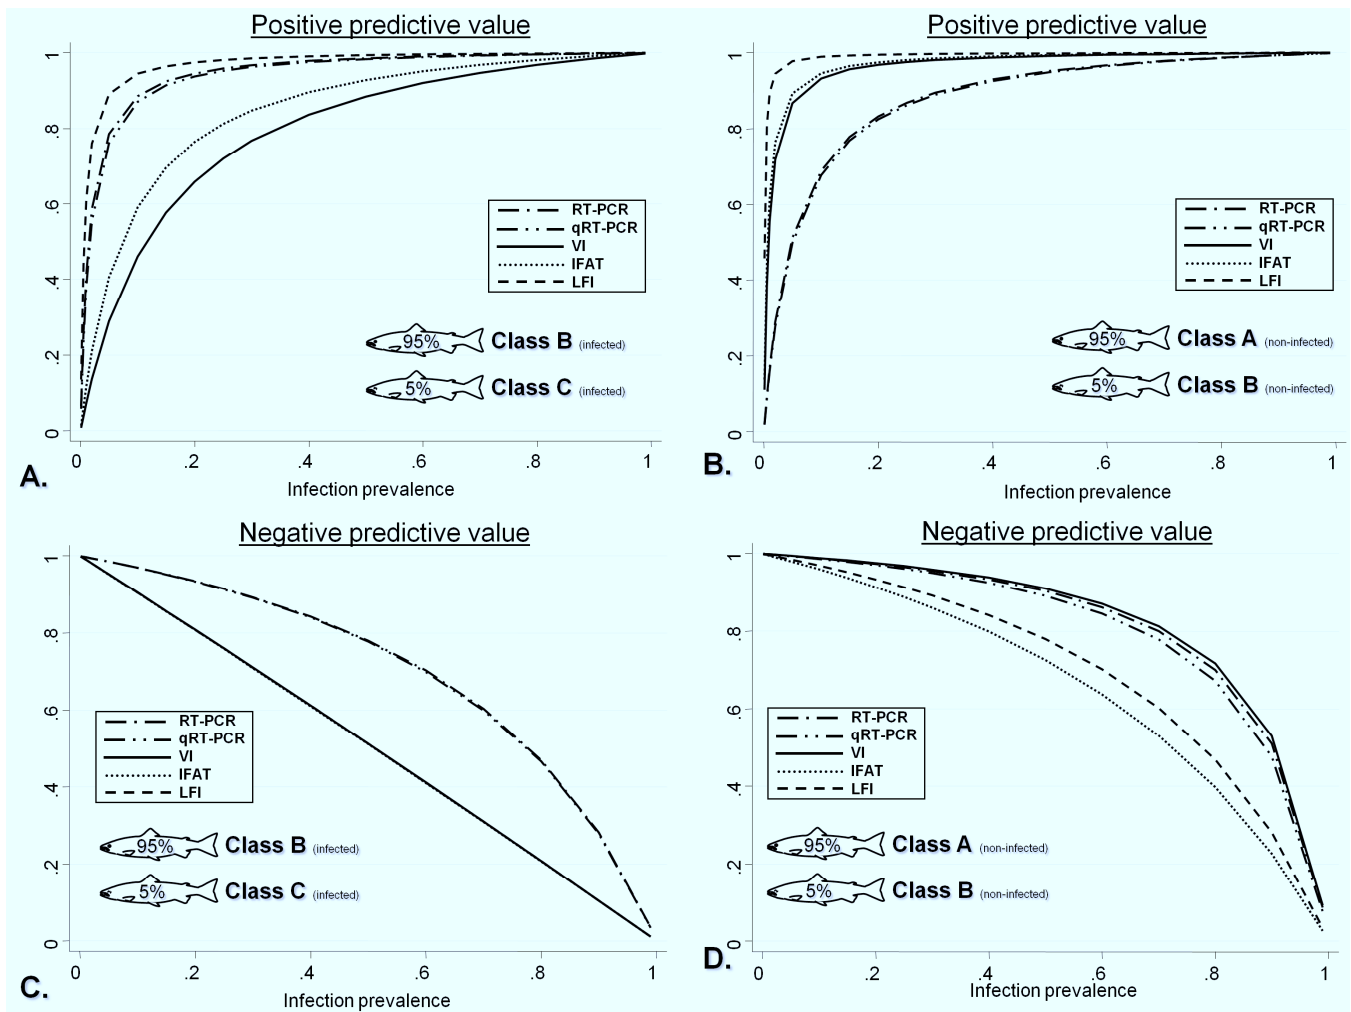 Positive predictive value
1
.8
.6
.4
.2
0
RT-PCR
qRT-PCR
VI
IFAT
LFI
95% Class B (infected)
5% Class C (infected)
0 .2 .4 .6 .8 1
Infection prevalence
A.
Positive predictive value
1
.8
.6
.4
.2
0
RT-PCR
qRT-PCR
VI
IFAT
LFI
95% Class A (non-infected)
5% Class B (non-infected)
0 .2 .4 .6 .8 1
Infection prevalence
B.
Negative predictive value
1
.8
.6
.4
.2
0
RT-PCR
qRT-PCR
VI
IFAT
LFI
95% Class B (infected)
5% Class C (infected)
0 .2 .4 .6 .8 1
Infection prevalence
C.
Negative predictive value
1
.8
.6
.4
.2
0
RT-PCR
qRT-PCR
VI
IFAT
LFI
95% Class A (non-infected)
5% Class B (non-infected)
0 .2 .4 .6 .8 1
Infection prevalence
D.